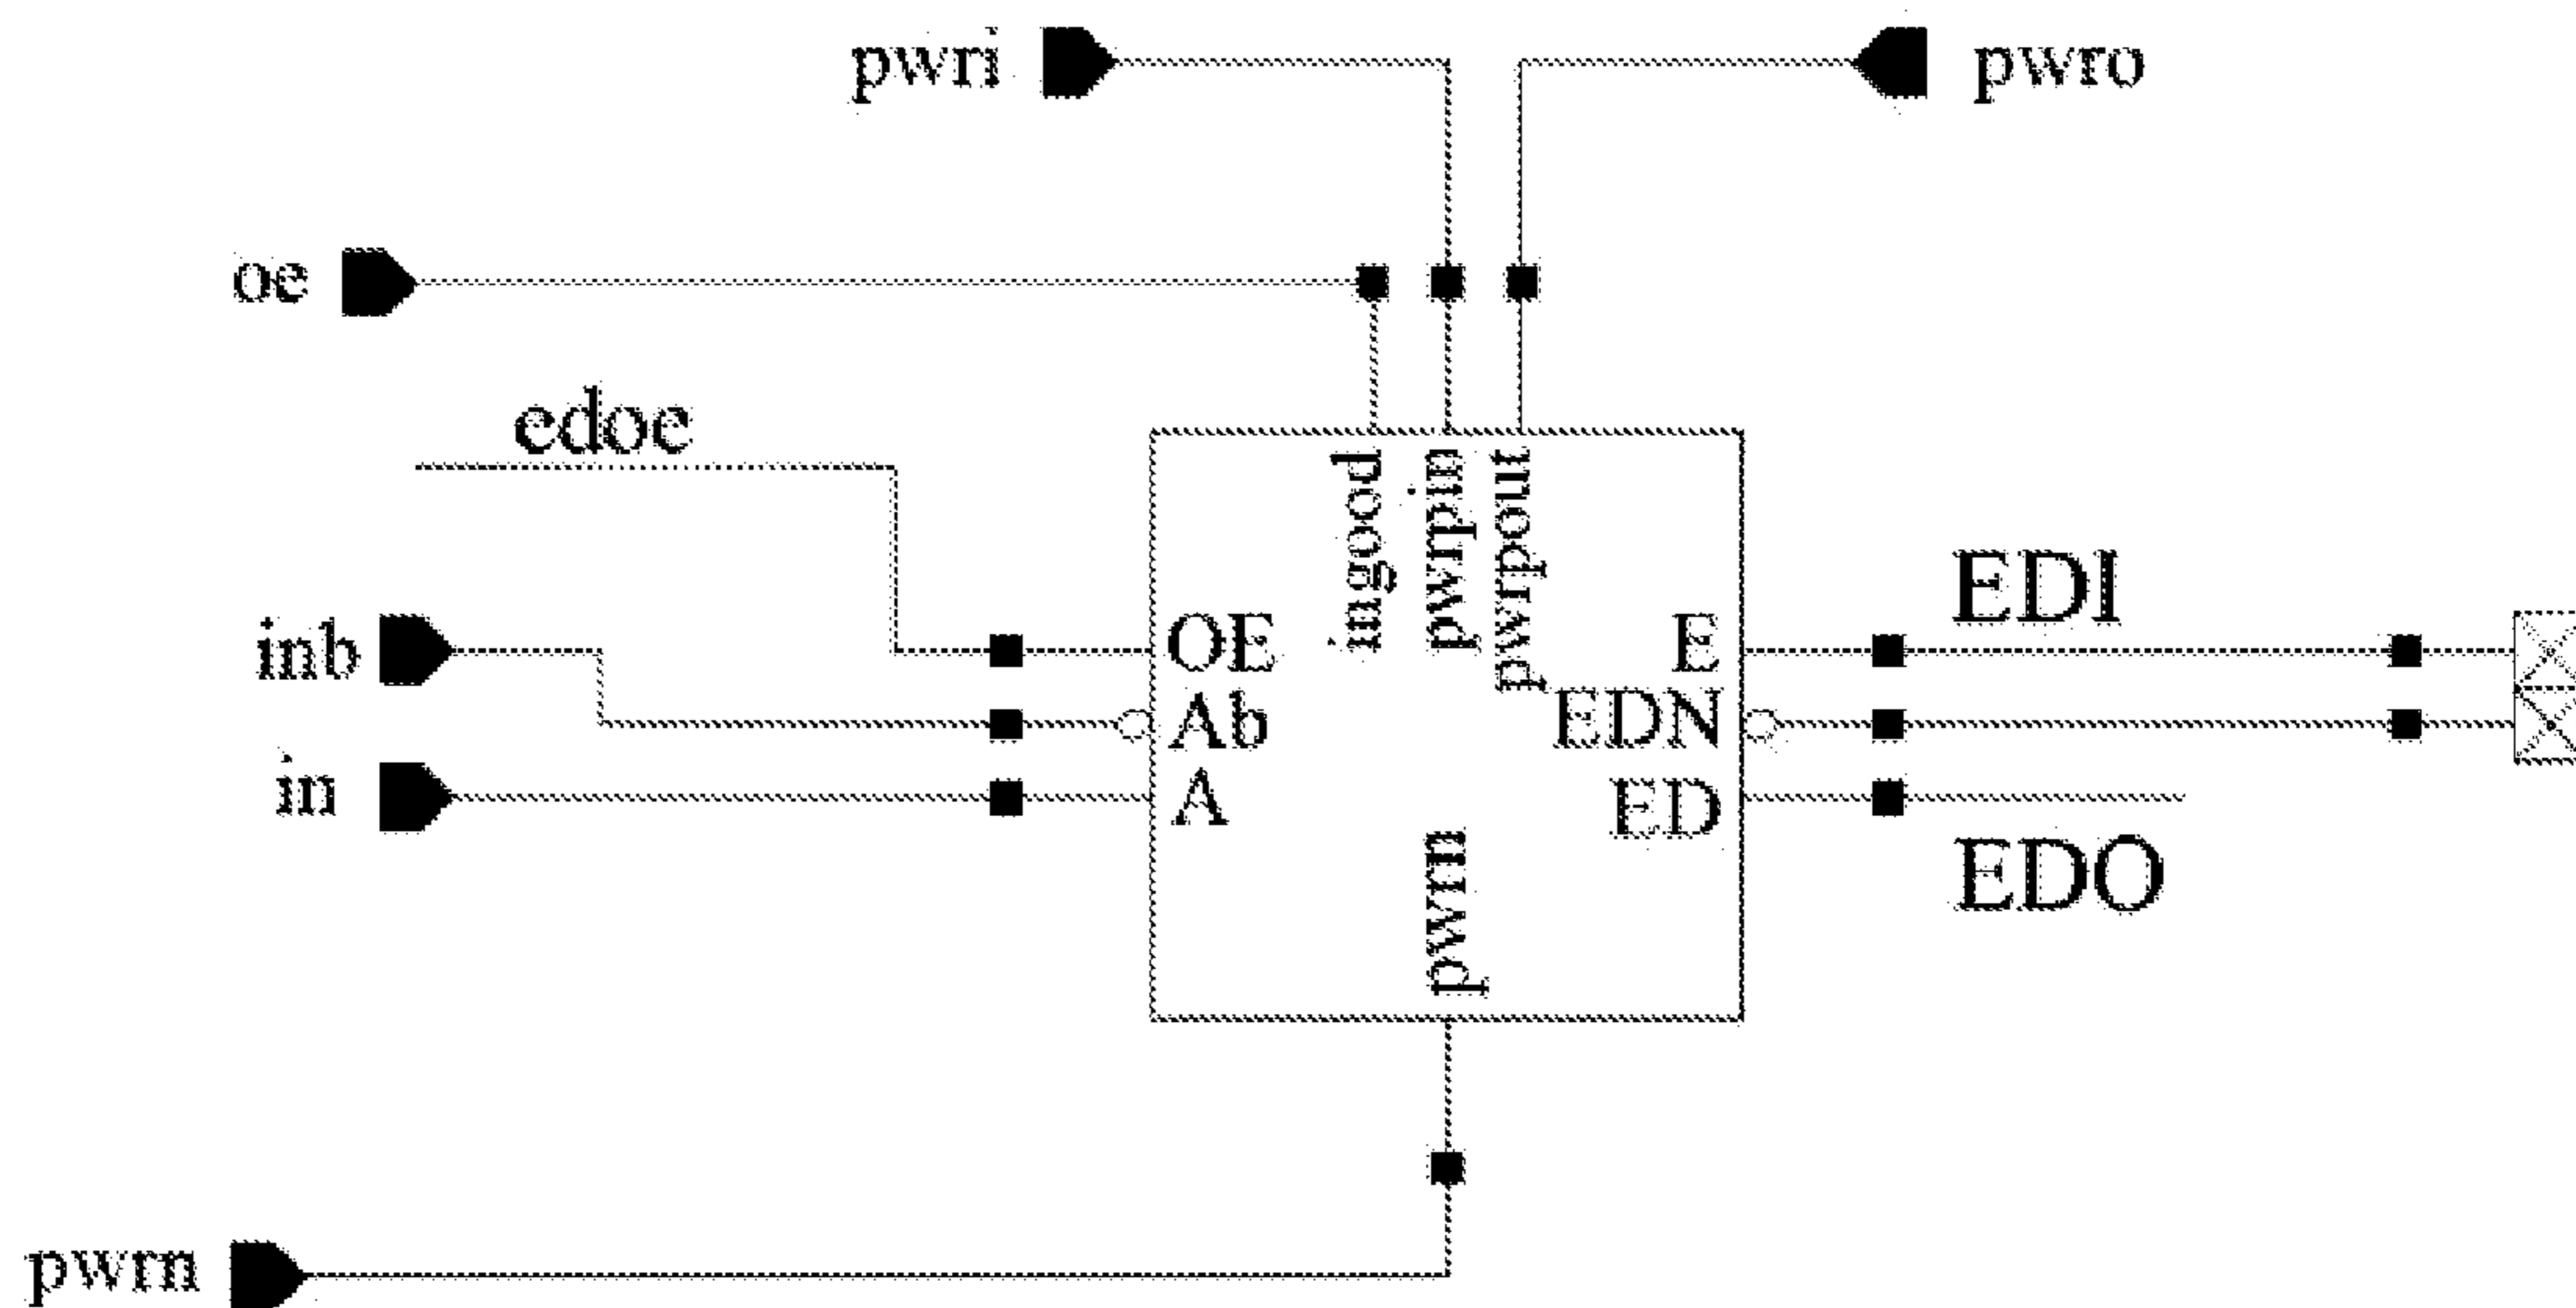 pwri
pwro
oe
edoe
ingood
pwrpin
pwrpout
inb
OE
E
EDI
Ab
EDN
in
A
ED
EDO
pwrn
pwrn